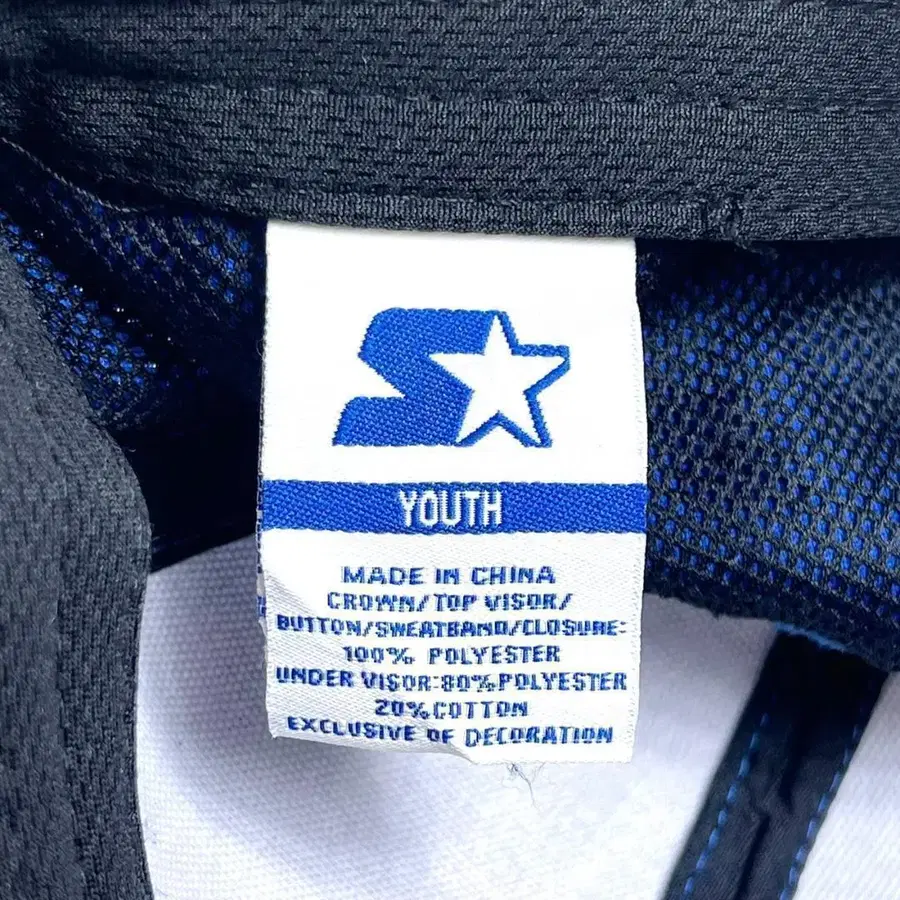 YOUTH
MADE IN CHINA
CROWN/TOP VISOR/
BUTTON/SWEATBAND/CLOSURE:
100% POLYESTER
UNDER VISOR:80%POLYESTER
20%COTTON
EXCLUSIVE OF DECORATION